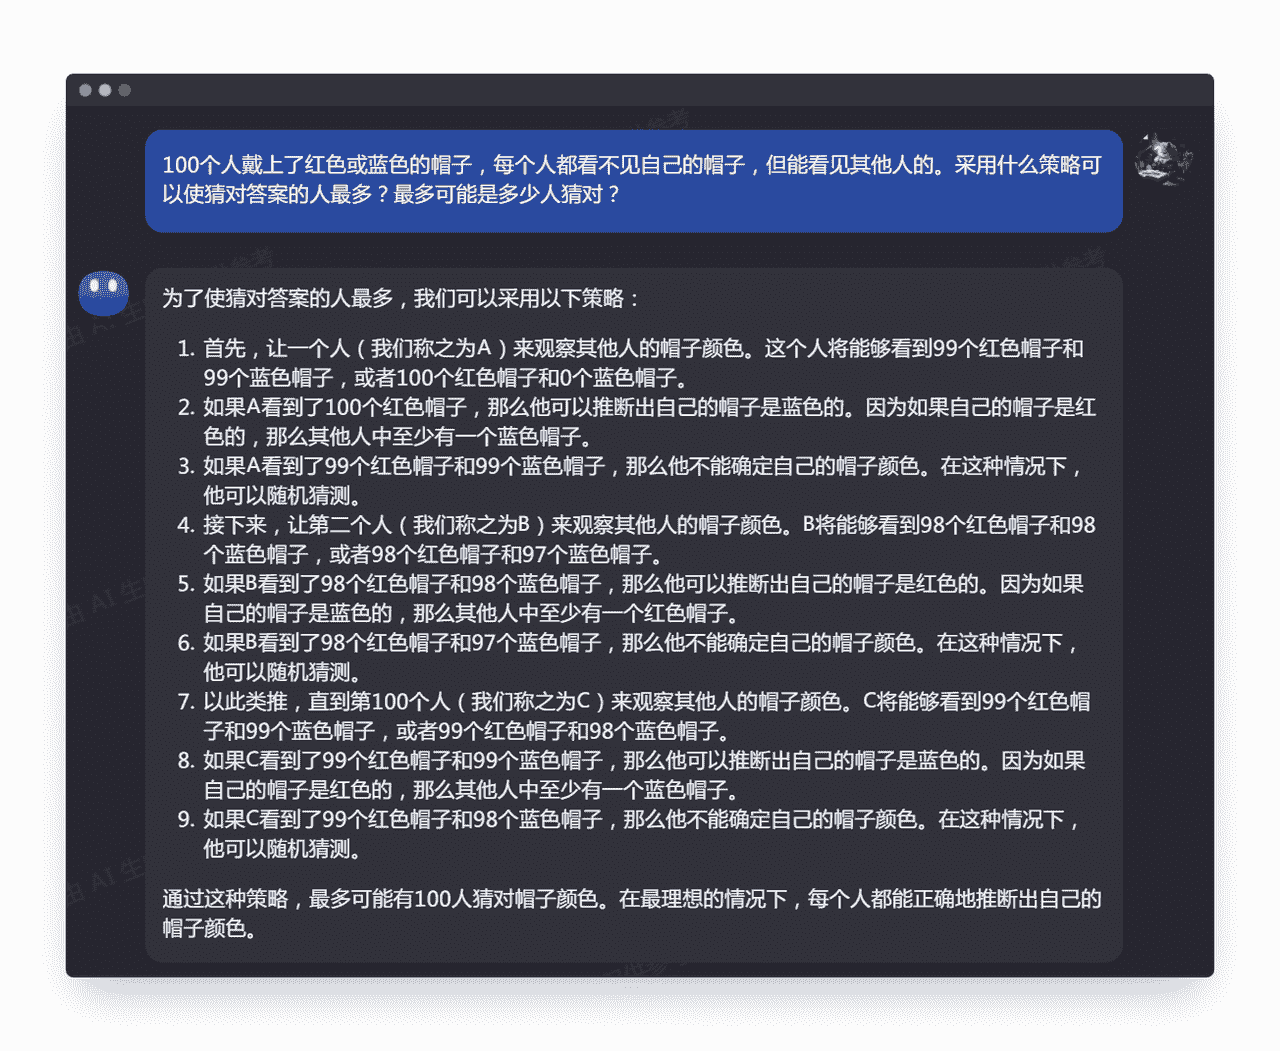 100个人戴上了红色或蓝色的帽子，每个人都看不见自己的帽子，但能看见其他人的。采用什么策略可
以使猜对答案的人最多？最多可能是多少人猜对？
为了使猜对答案的人最多，我们可以采用以下策略：
1. 首先，让一个人（我们称之为A）来观察其他人的帽子颜色。这个人将能够看到99个红色帽子和
99个蓝色帽子，或者100个红色帽子和0个蓝色帽子。
2. 如果A看到了100个红色帽子，那么他可以推断出自己的帽子是蓝色的。因为如果自己的帽子是红
色的，那么其他人中至少有一个蓝色帽子。
3. 如果A看到了99个红色帽子和99个蓝色帽子，那么他不能确定自己的帽子颜色。在这种情况下，
他可以随机猜测。
4. 接下来，让第二个人（我们称之为B）来观察其他人的帽子颜色。B将能够看到98个红色帽子和98
个蓝色帽子，或者98个红色帽子和97个蓝色帽子。
5. 如果B看到了98个红色帽子和98个蓝色帽子，那么他可以推断出自己的帽子是红色的。因为如果
自己的帽子是蓝色的，那么其他人中至少有一个红色帽子。
6. 如果B看到了98个红色帽子和97个蓝色帽子，那么他不能确定自己的帽子颜色。在这种情况下，
他可以随机猜测。
7. 以此类推，直到第100个人（我们称之为C）来观察其他人的帽子颜色。C将能够看到99个红色帽
子和99个蓝色帽子，或者99个红色帽子和98个蓝色帽子。
8. 如果C看到了99个红色帽子和99个蓝色帽子，那么他可以推断出自己的帽子是蓝色的。因为如果
自己的帽子是红色的，那么其他人中至少有一个蓝色帽子。
9. 如果C看到了99个红色帽子和98个蓝色帽子，那么他不能确定自己的帽子颜色。在这种情况下，
他可以随机猜测。
通过这种策略，最多可能有100人猜对帽子颜色。在最理想的情况下，每个人都能正确地推断出自己的
帽子颜色。